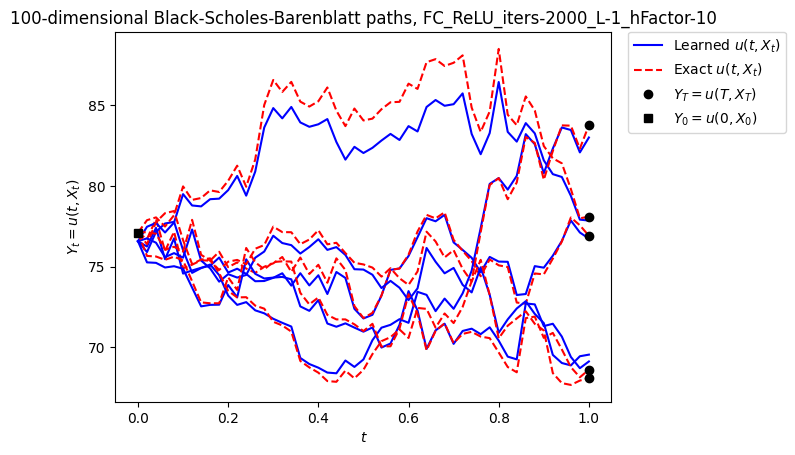 100-dimensional Black-Scholes-Barenblatt paths, FC_ReLU_iters-2000_L-1_hFactor-10
Learned u(t, X_t)
Exact u(t, X_t)
Y_T = u(T, X_T)
Y_0 = u(0, X_0)
Y_t = u(t, X_t)
85
80
75
70
0.0 0.2 0.4 0.6 0.8 1.0
t